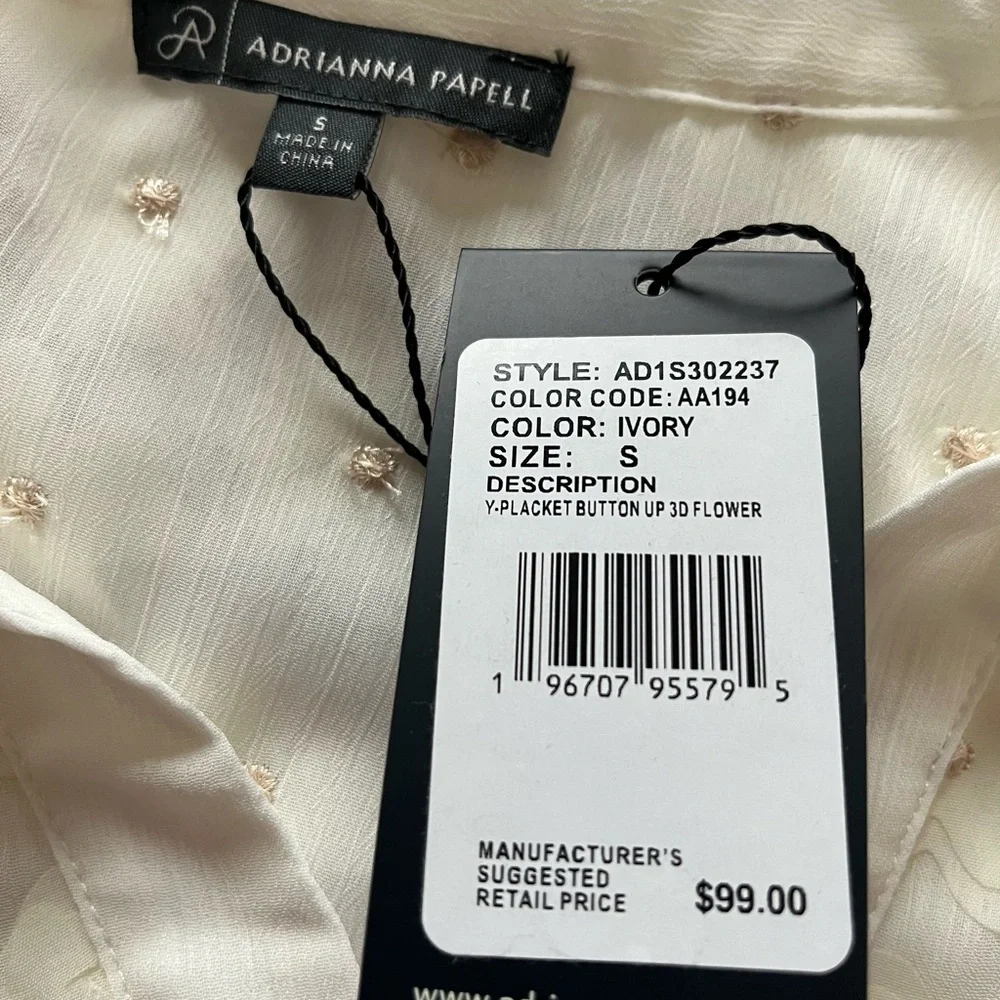 ADRIANNA PAPELL
S
MADE IN
CHINA
STYLE: AD1S302237
COLOR CODE: AA194
COLOR: IVORY
SIZE: S
DESCRIPTION
Y-PLACKET BUTTON UP 3D FLOWER
1 96707 95579 5
MANUFACTURER'S
SUGGESTED
RETAIL PRICE $99.00